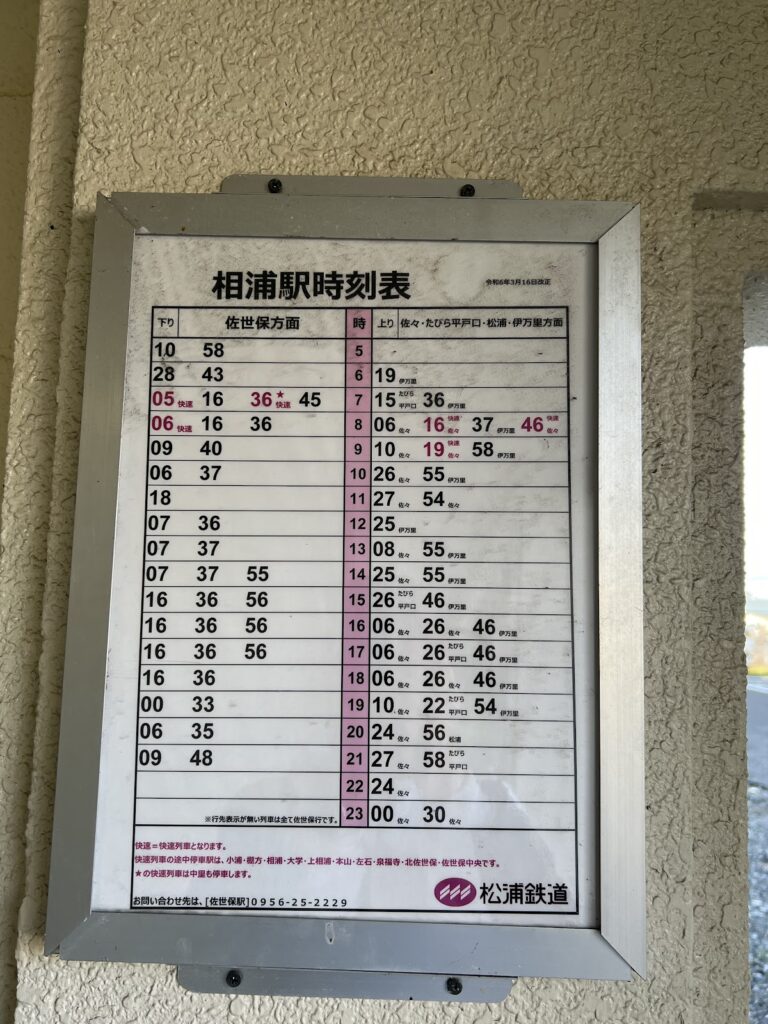 相浦駅時刻表
令和6年3月16日改正
下り 佐世保方面 時 上り 佐々・たびら平戸口・松浦・伊万里方面
10 58 5
28 43 6 19 伊万里
05 快速 16 36 ★快速 45 7 15 たびら平戸口 36 伊万里
06 快速 16 36 8 06 佐々 16 快速 佐々 37 伊万里 46 快速 佐々
09 40 9 10 佐々 19 快速 佐々 58 伊万里
06 37 10 26 佐々 55 伊万里
18 11 27 佐々 54 佐々
07 36 12 25 伊万里
07 37 13 08 佐々 55 伊万里
07 37 55 14 25 佐々 55 伊万里
16 36 56 15 26 たびら平戸口 46 伊万里
16 36 56 16 06 佐々 26 佐々 46 伊万里
16 36 56 17 06 佐々 26 たびら平戸口 46 伊万里
16 36 18 06 佐々 26 佐々 46 伊万里
00 33 19 10 佐々 22 たびら平戸口 54 伊万里
06 35 20 24 佐々 56 松浦
09 48 21 27 佐々 58 たびら平戸口
22 24 佐々
※行先表示が無い列車は全て佐世保行です。 23 00 佐々 30 佐々
快速=快速列車となります。
快速列車の途中停車駅は、小浦・棚方・相浦・大学・上相浦・本山・左石・泉福寺・北佐世保・佐世保中央です。
★の快速列車は中里も停車します。
松浦鉄道
お問い合わせ先は、[佐世保駅]0956-25-2229